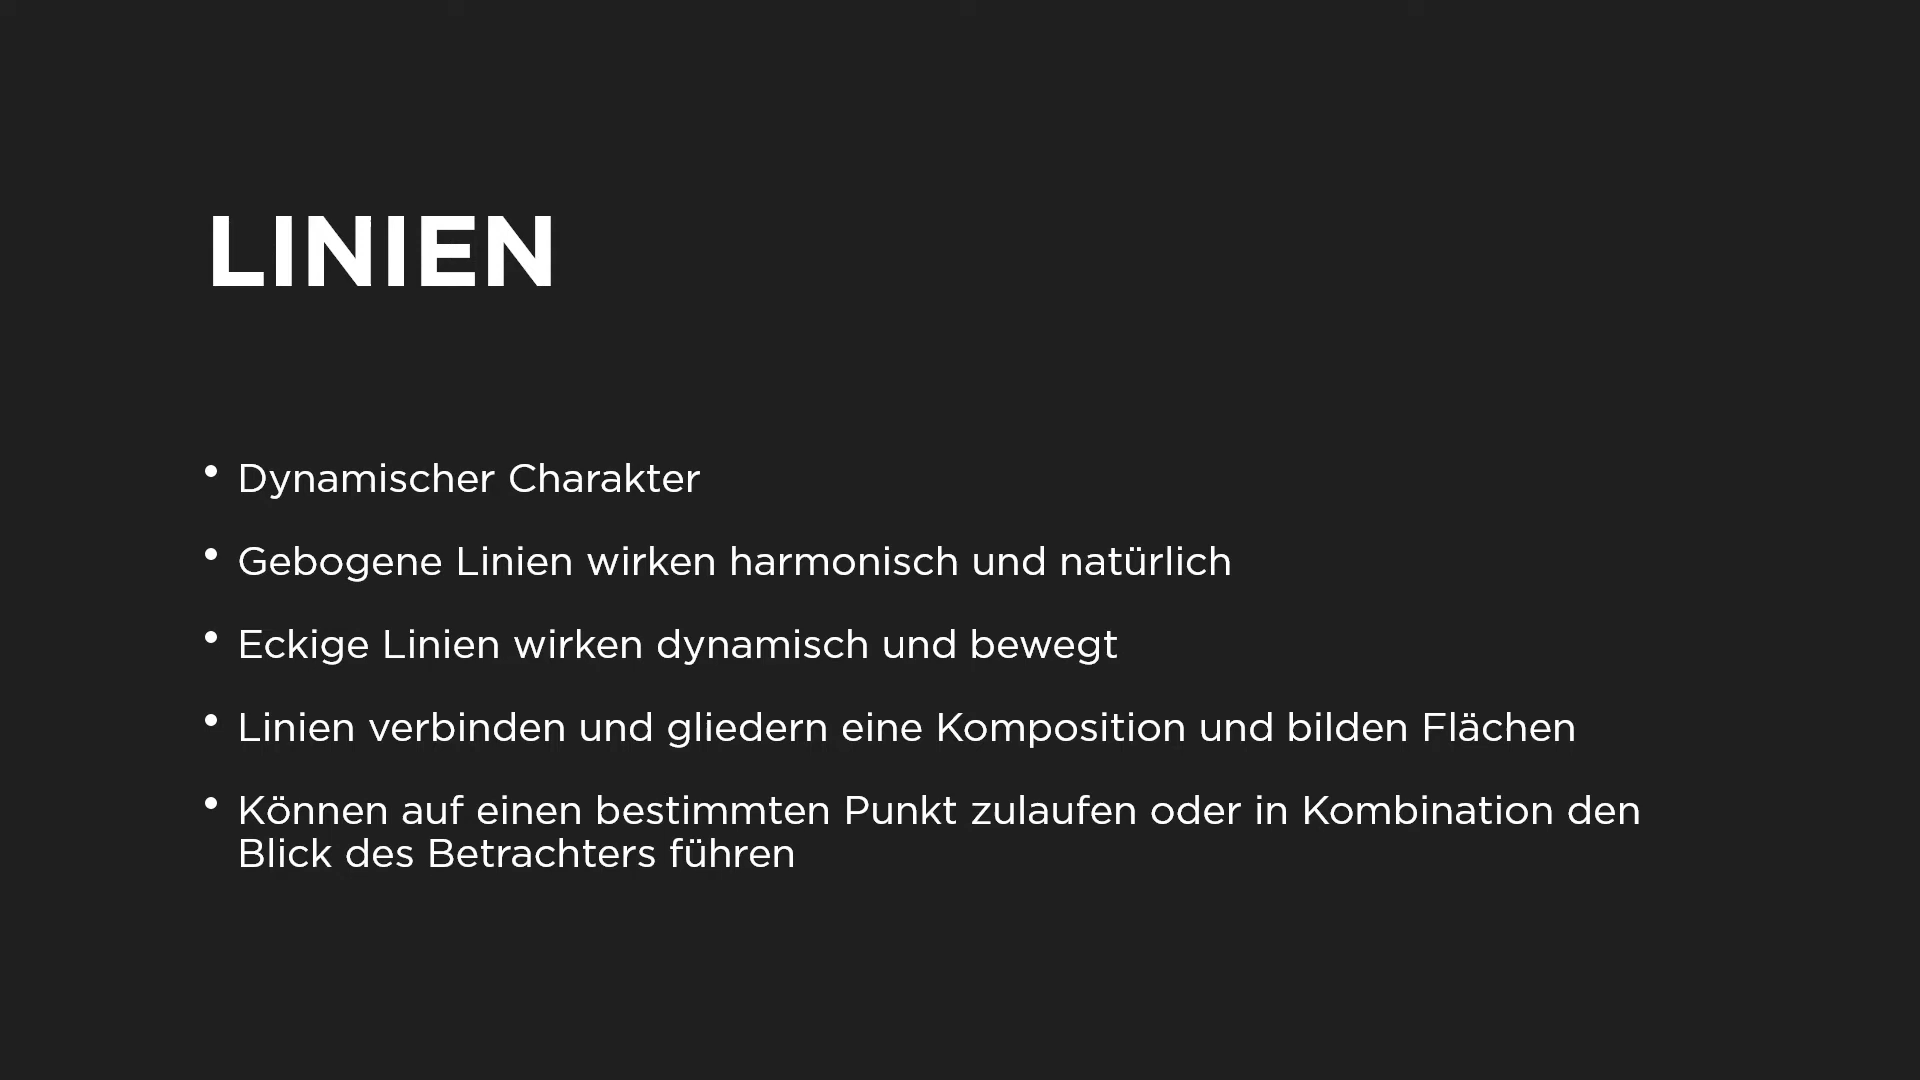 LINIEN
• Dynamischer Charakter
• Gebogene Linien wirken harmonisch und natürlich
• Eckige Linien wirken dynamisch und bewegt
• Linien verbinden und gliedern eine Komposition und bilden Flächen
• Können auf einen bestimmten Punkt zulaufen oder in Kombination den
Blick des Betrachters führen